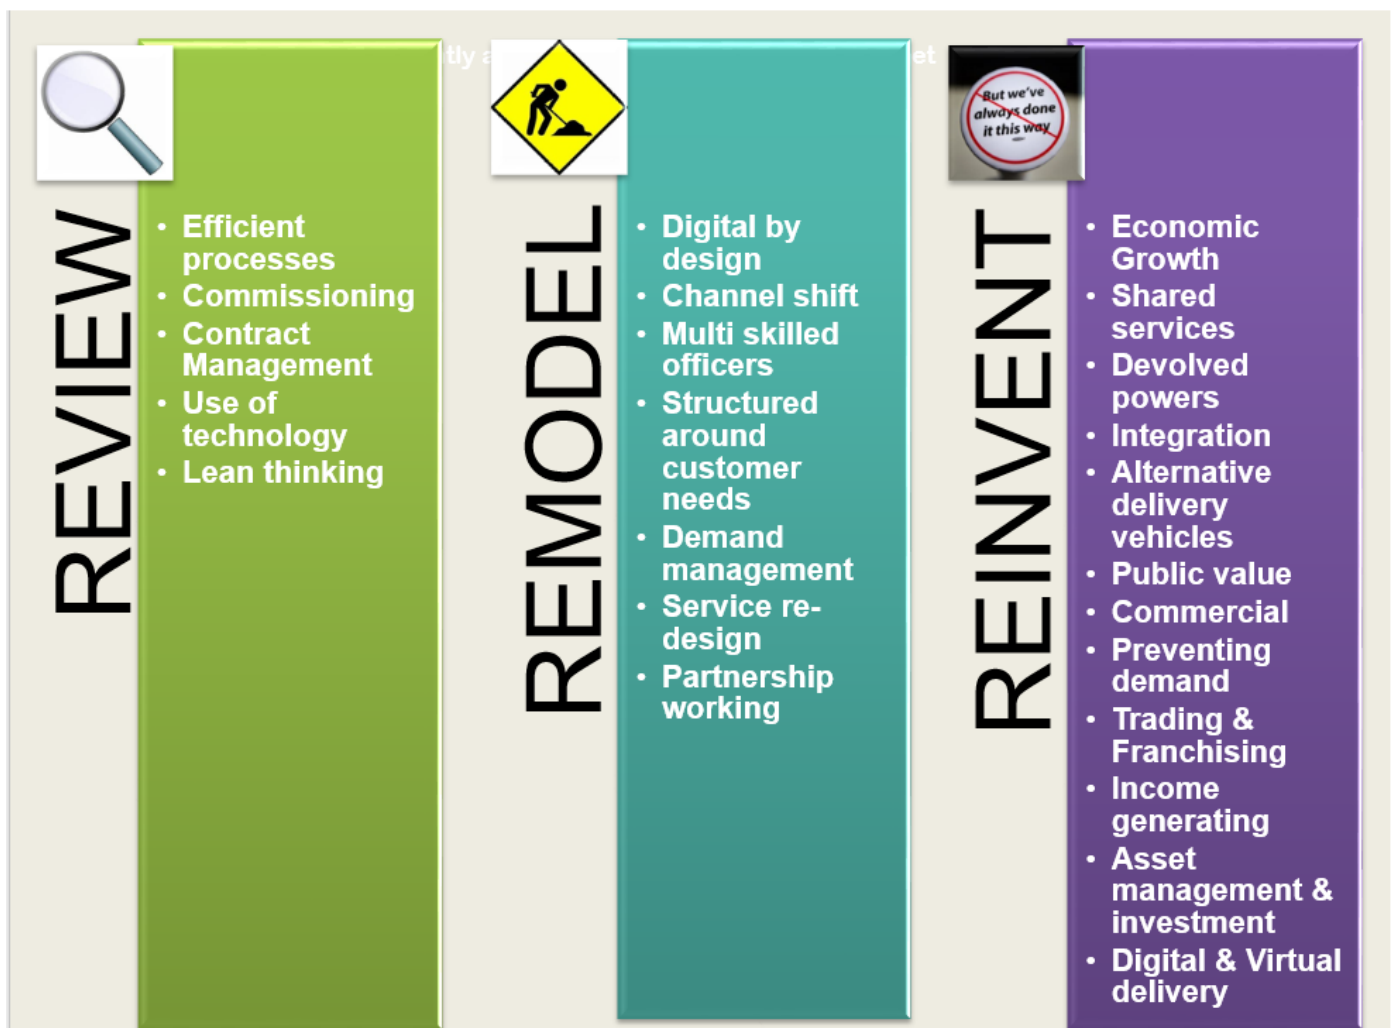 REVIEW
• Efficient
processes
• Commissioning
• Contract
Management
• Use of
technology
• Lean thinking
REMODEL
• Digital by
design
• Channel shift
• Multi skilled
officers
• Structured
around
customer
needs
• Demand
management
• Service re-
design
• Partnership
working
But we've
always done
it this way
REINVENT
• Economic
Growth
• Shared
services
• Devolved
powers
• Integration
• Alternative
delivery
vehicles
• Public value
• Commercial
• Preventing
demand
• Trading &
Franchising
• Income
generating
• Asset
management &
investment
• Digital & Virtual
delivery